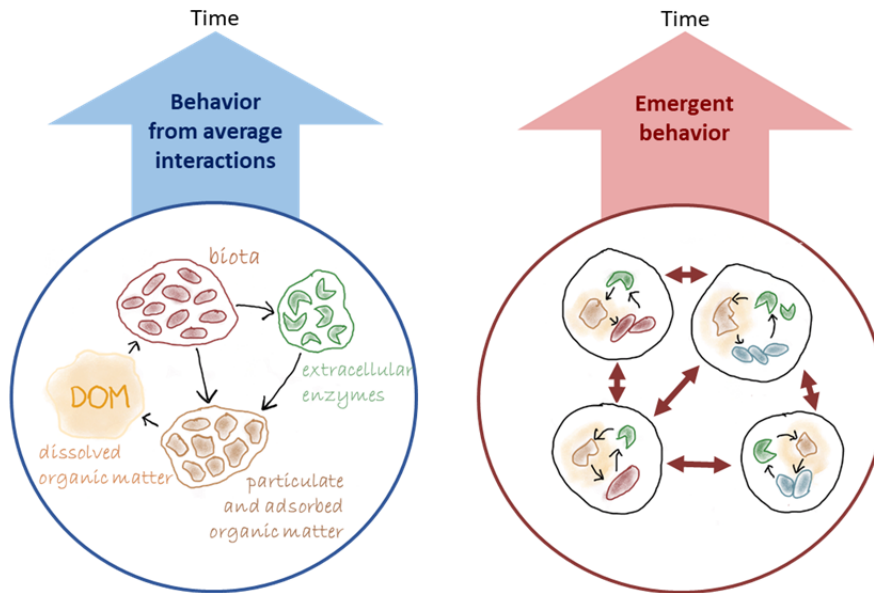 Time
Behavior
from average
interactions
biota
extracellular
enzymes
DOM
dissolved
organic matter
particulate
and adsorbed
organic matter
Time
Emergent
behavior